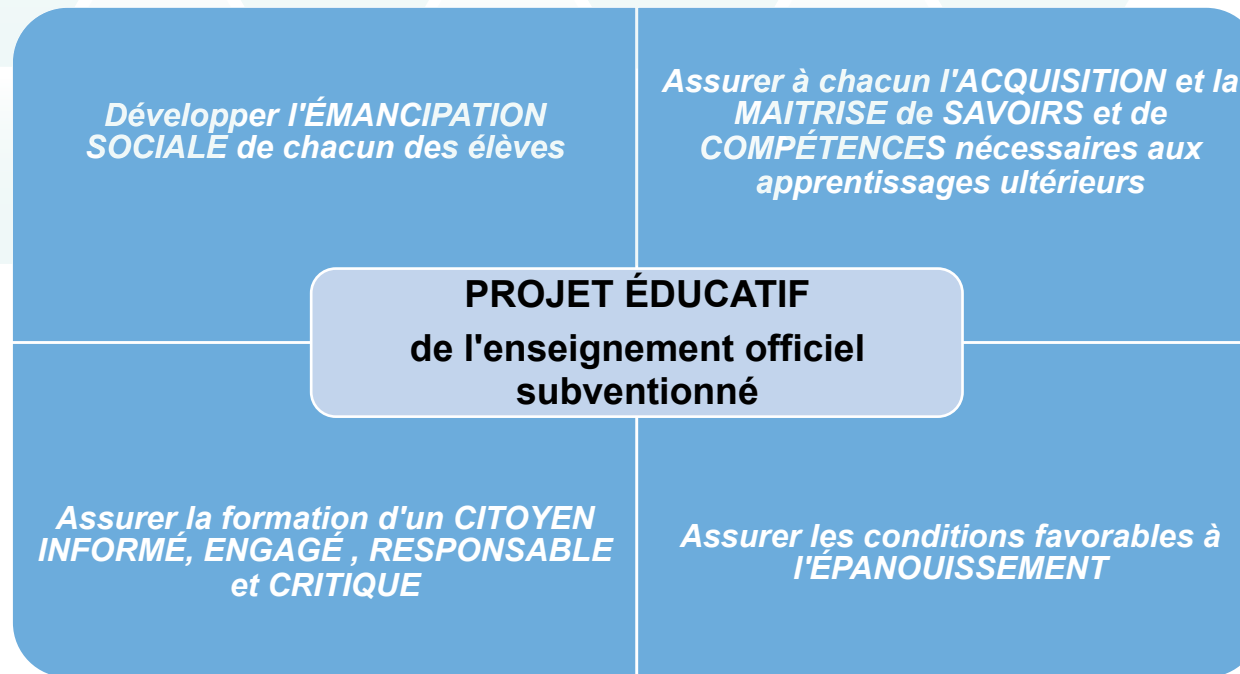 Développer l'ÉMANCIPATION
SOCIALE de chacun des élèves
Assurer à chacun l'ACQUISITION et la
MAITRISE de SAVOIRS et de
COMPÉTENCES nécessaires aux
apprentissages ultérieurs
PROJET ÉDUCATIF
de l'enseignement officiel
subventionné
Assurer la formation d'un CITOYEN
INFORMÉ, ENGAGÉ , RESPONSABLE
et CRITIQUE
Assurer les conditions favorables à
l'ÉPANOUISSEMENT